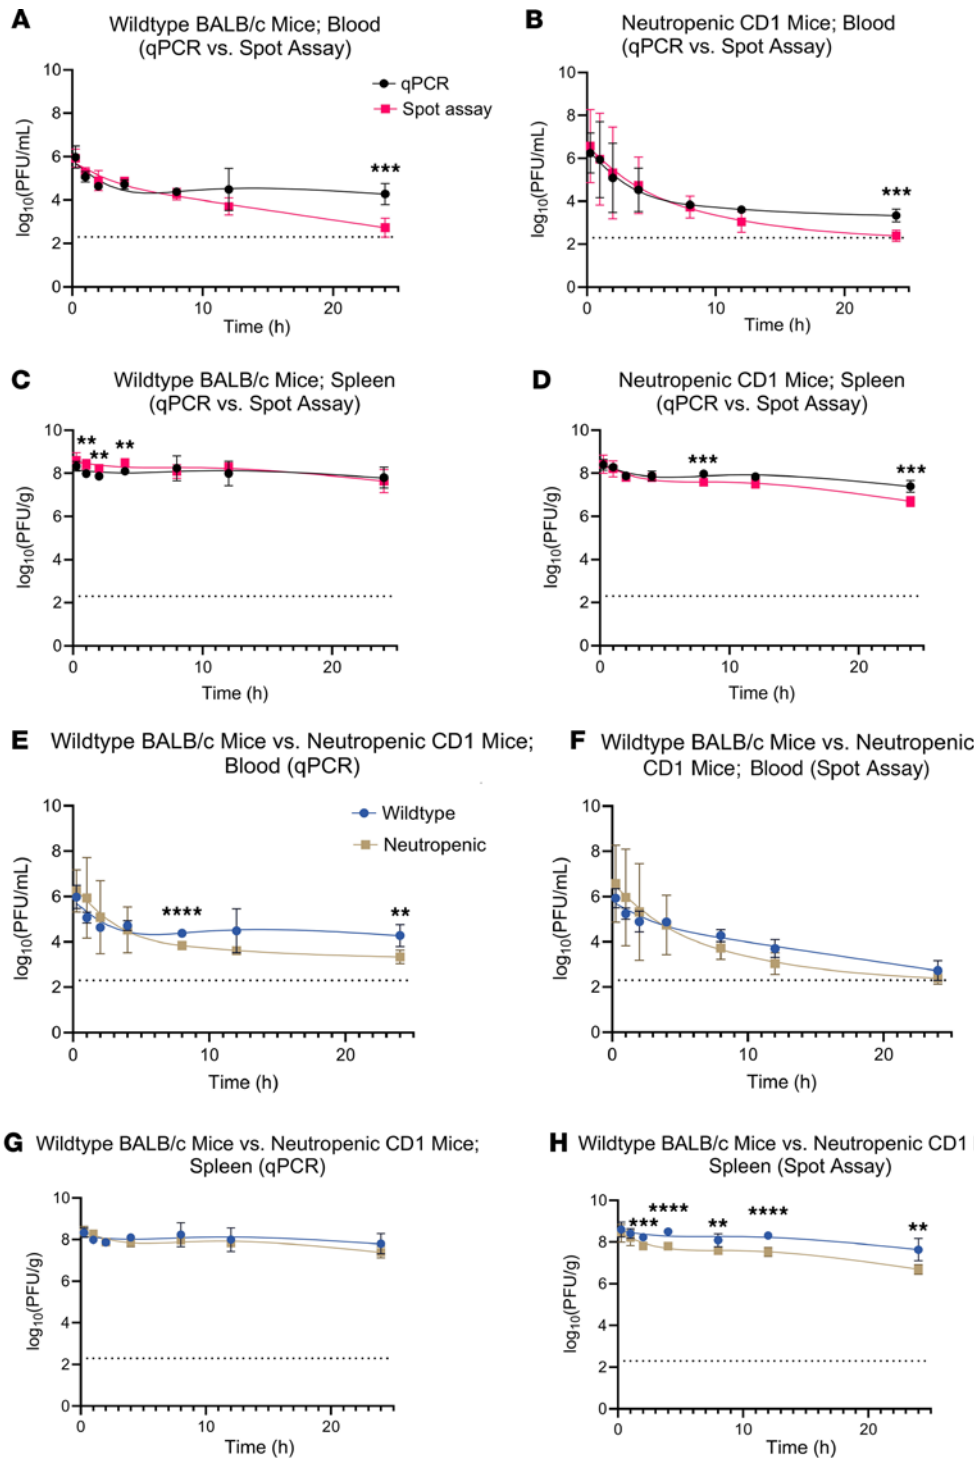 A
Wildtype BALB/c Mice; Blood
(qPCR vs. Spot Assay)
log10(PFU/mL)
10
8
6
4
2
0
0
10
20
Time (h)
qPCR
Spot assay
***
B
Neutropenic CD1 Mice; Blood
(qPCR vs. Spot Assay)
log10(PFU/mL)
10
8
6
4
2
0
0
10
20
Time (h)
***
C
Wildtype BALB/c Mice; Spleen
(qPCR vs. Spot Assay)
log10(PFU/g)
10
8
6
4
2
0
0
10
20
Time (h)
**
**
**
D
Neutropenic CD1 Mice; Spleen
(qPCR vs. Spot Assay)
log10(PFU/g)
10
8
6
4
2
0
0
10
20
Time (h)
***
***
E
Wildtype BALB/c Mice vs. Neutropenic CD1 Mice;
Blood (qPCR)
log10(PFU/mL)
10
8
6
4
2
0
0
10
20
Time (h)
Wildtype
Neutropenic
****
**
F
Wildtype BALB/c Mice vs. Neutropenic
CD1 Mice; Blood (Spot Assay)
log10(PFU/mL)
10
8
6
4
2
0
0
10
20
Time (h)
G
Wildtype BALB/c Mice vs. Neutropenic CD1 Mice;
Spleen (qPCR)
log10(PFU/g)
10
8
6
4
2
0
0
10
20
Time (h)
H
Wildtype BALB/c Mice vs. Neutropenic CD1
Spleen (Spot Assay)
log10(PFU/g)
10
8
6
4
2
0
0
10
20
Time (h)
***
****
**
****
**